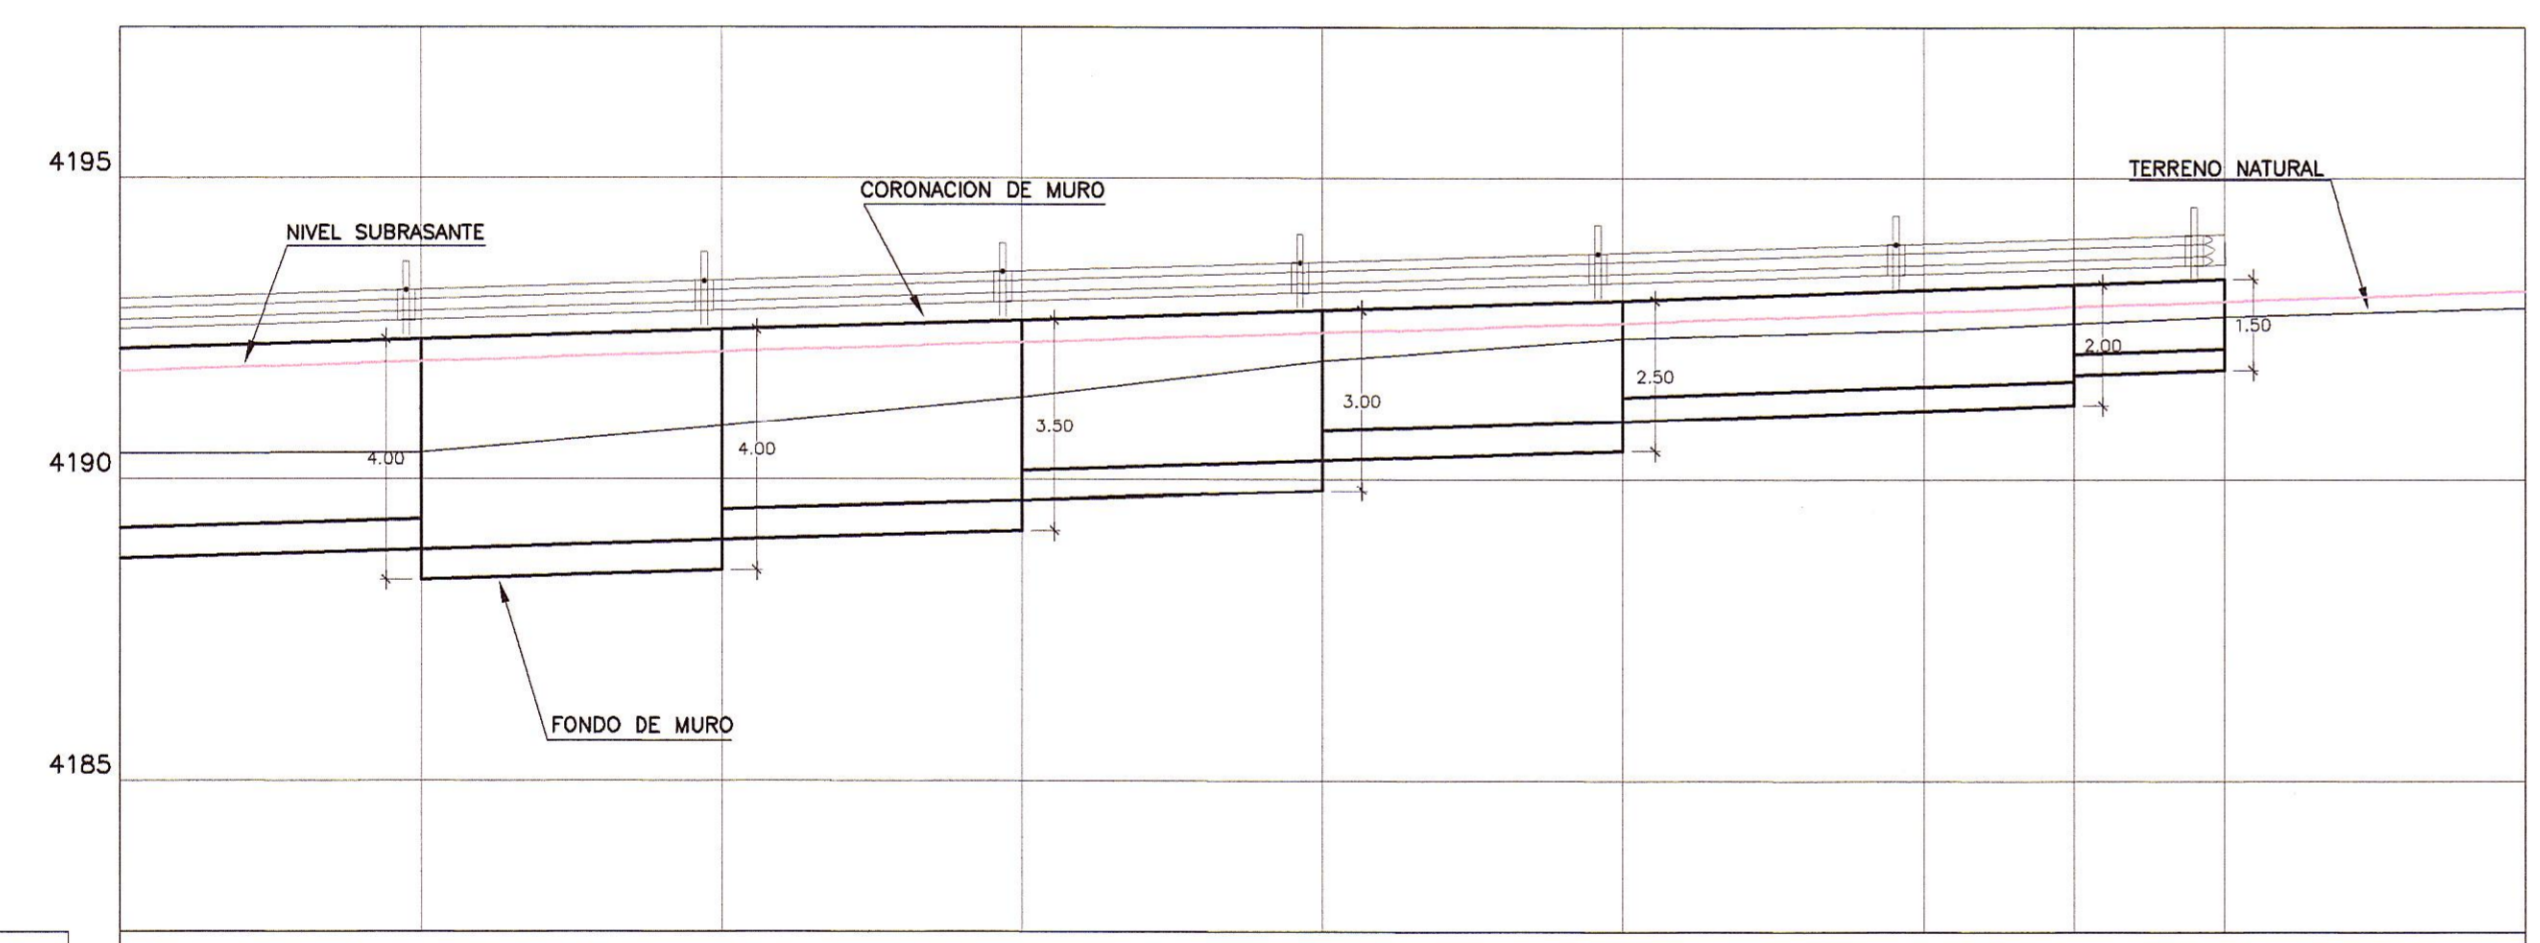 4195
TERRENO NATURAL
CORONACION DE MURO
NIVEL SUBRASANTE
1.50
2.00
2.50
3.00
3.50
4.00
4.00
4190
FONDO DE MURO
4185